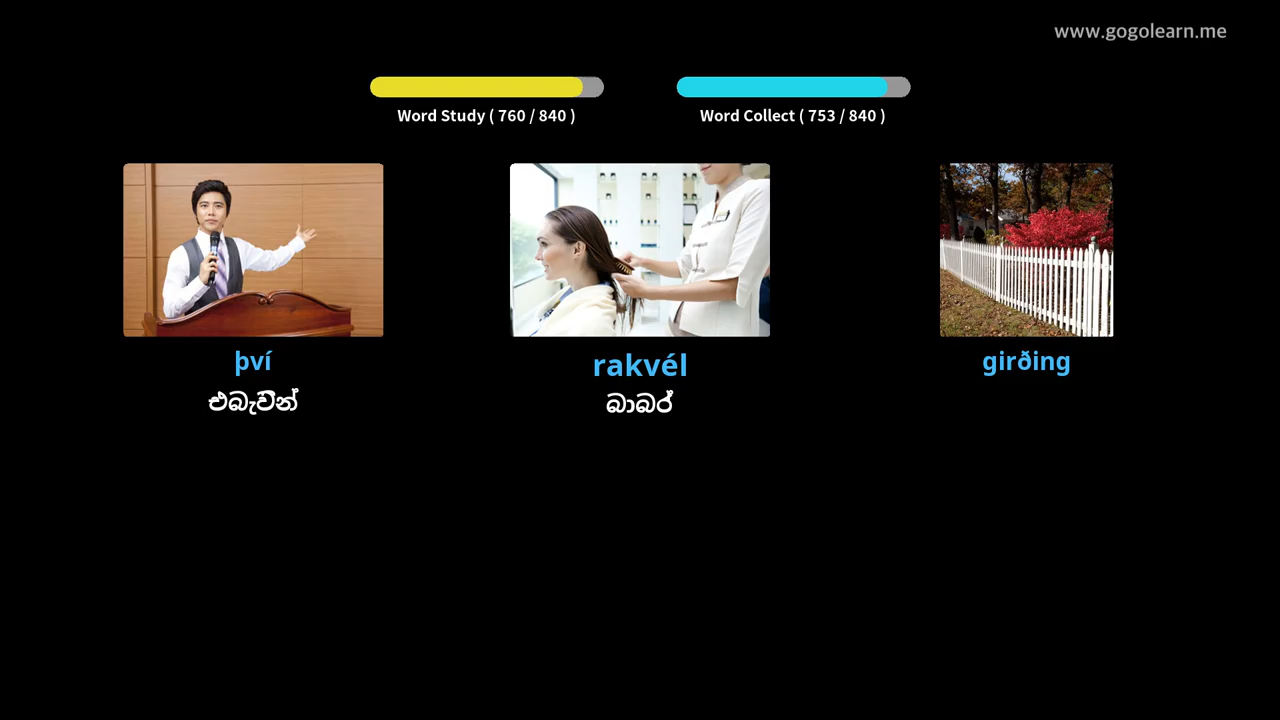 www.gogolearn.me
Word Study ( 760 / 840 )
Word Collect ( 753 / 840 )
því
rakvél
girðing
එබැවින්
බාබර්